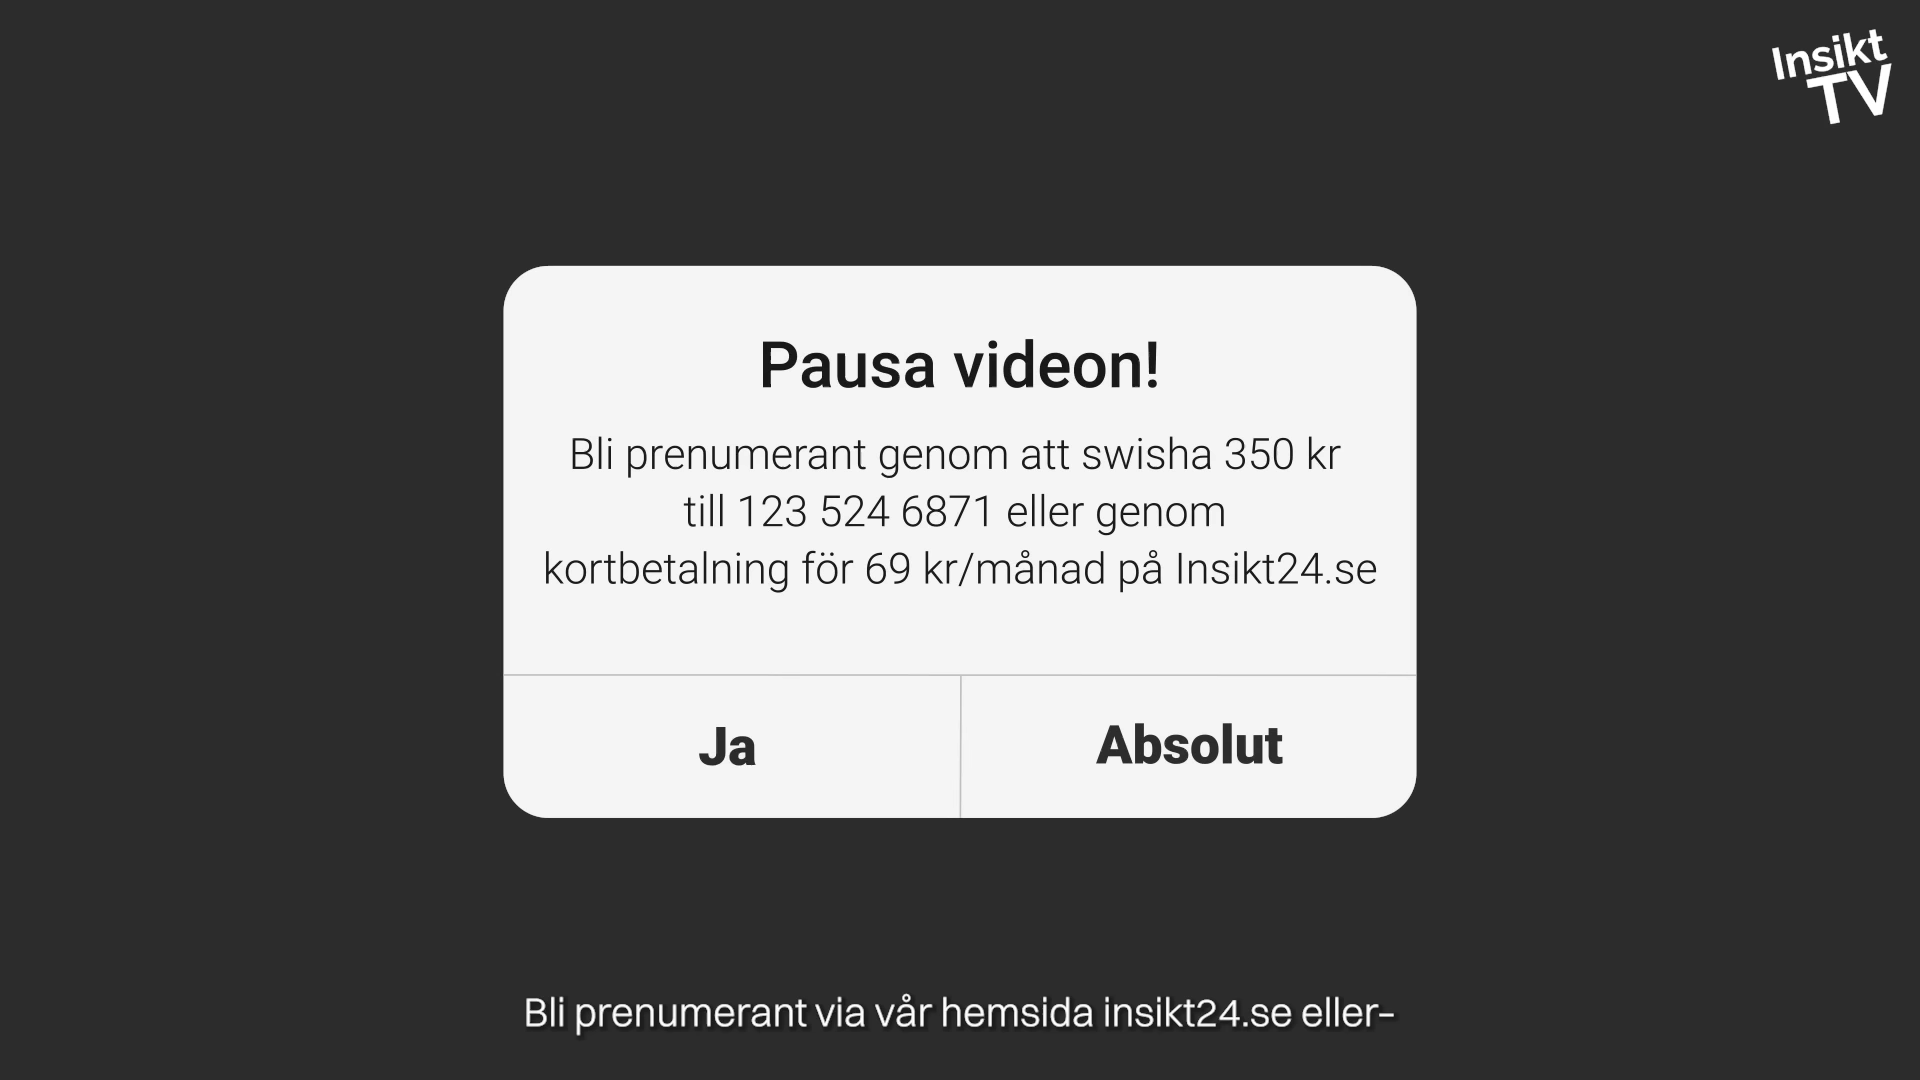 Insikt
TV
Pausa videon!
Bli prenumerant genom att swisha 350 kr
till 123 524 6871 eller genom
kortbetalning för 69 kr/månad på Insikt24.se
Ja
Absolut
Bli prenumerant via vår hemsida insikt24.se eller–